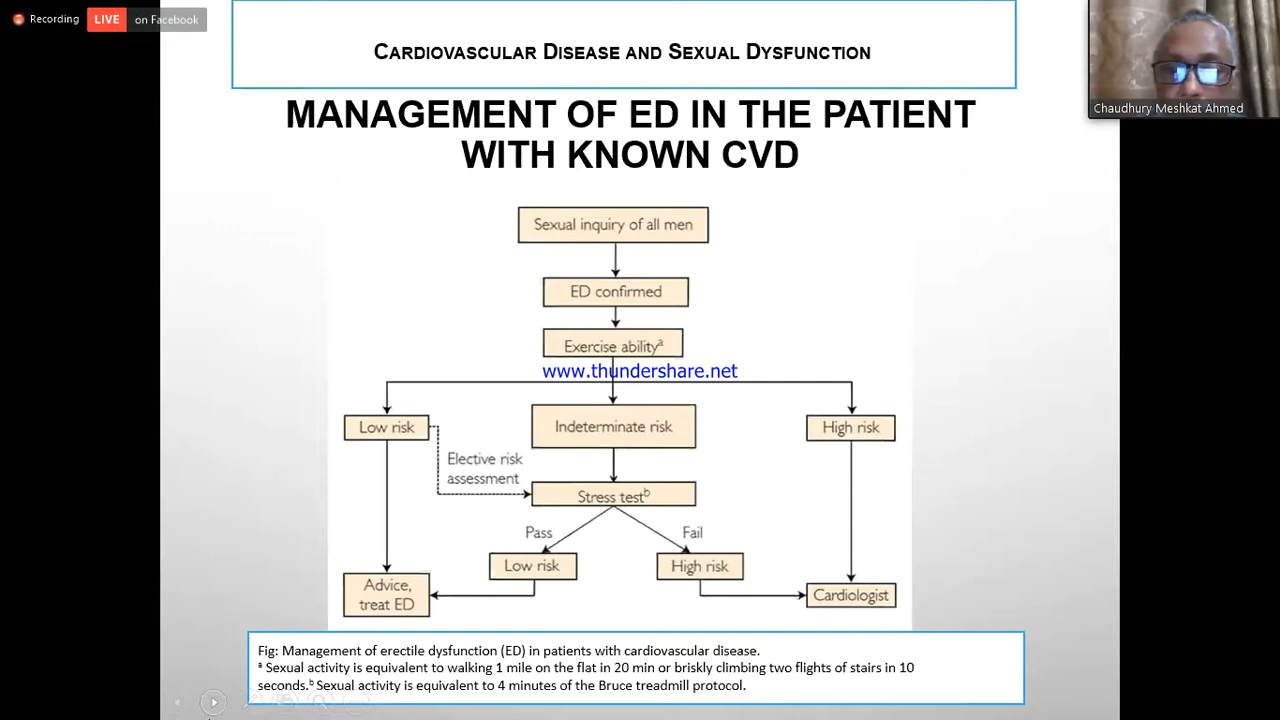 Recording
LIVE on Facebook
CARDIOVASCULAR DISEASE AND SEXUAL DYSFUNCTION
Chaudhury Meshkat Ahmed
MANAGEMENT OF ED IN THE PATIENT
WITH KNOWN CVD
Sexual inquiry of all men
ED confirmed
Exercise abilityᵃ
www.thundershare.net
Low risk
Indeterminate risk
High risk
Elective risk
assessment
Stress testᵇ
Pass
Fail
Low risk
High risk
Advice,
treat ED
Cardiologist
Fig: Management of erectile dysfunction (ED) in patients with cardiovascular disease.
ᵃ Sexual activity is equivalent to walking 1 mile on the flat in 20 min or briskly climbing two flights of stairs in 10
seconds.ᵇ Sexual activity is equivalent to 4 minutes of the Bruce treadmill protocol.